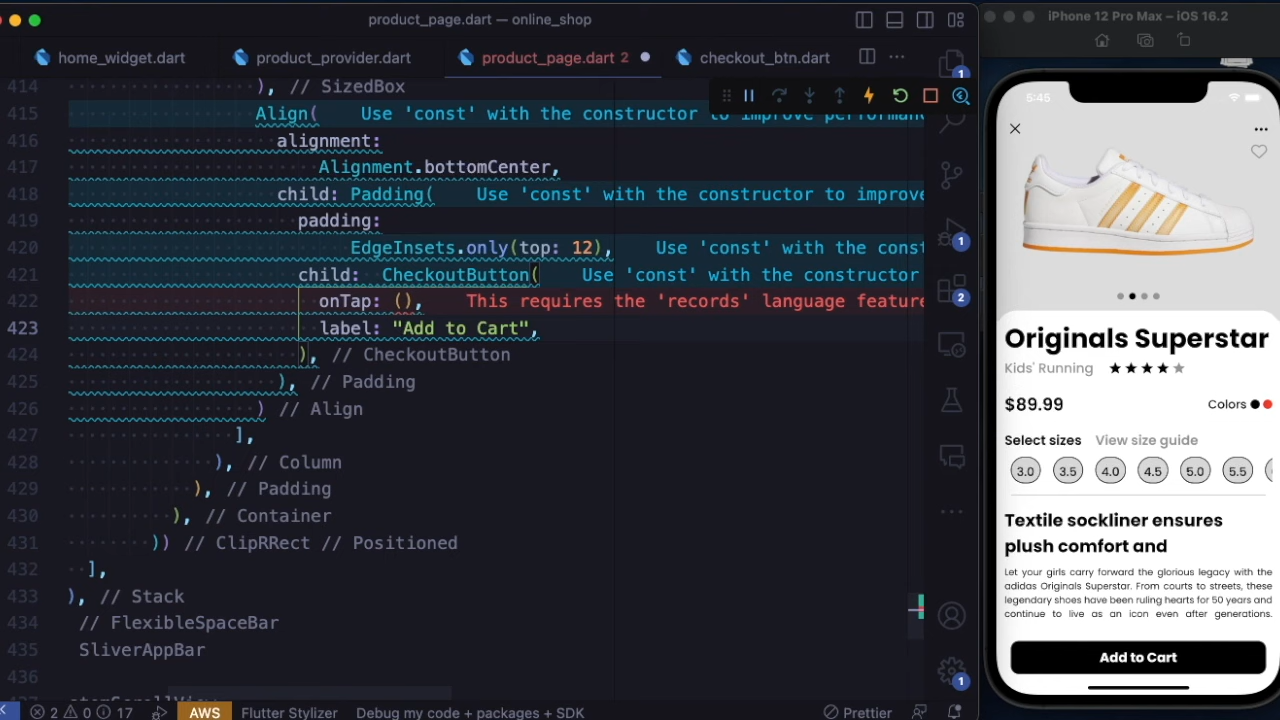 product_page.dart — online_shop
home_widget.dart
product_provider.dart
product_page.dart 2
checkout_btn.dart
414 ), // SizedBox
415 Align( Use 'const' with the constructor to improve performance
416 alignment:
417 Alignment.bottomCenter,
418 child: Padding( Use 'const' with the constructor to improve
419 padding:
420 EdgeInsets.only(top: 12), Use 'const' with the const
421 child: CheckoutButton( Use 'const' with the constructor
422 onTap: (), This requires the 'records' language feature
423 label: "Add to Cart",
424 ), // CheckoutButton
425 ), // Padding
426 ) // Align
427 ],
428 ), // Column
429 ), // Padding
430 ), // Container
431 )) // ClipRRect // Positioned
432 ],
433 ), // Stack
434 // FlexibleSpaceBar
435 SliverAppBar
436
1
1
2
1
2 0 17 AWS Flutter Stylizer Debug my code + packages + SDK Prettier
iPhone 12 Pro Max – iOS 16.2
5:45
Originals Superstar
Kids' Running
$89.99 Colors
Select sizes View size guide
3.0 3.5 4.0 4.5 5.0 5.5
Textile sockliner ensures
plush comfort and
Let your girls carry forward the glorious legacy with the
adidas Originals Superstar. From courts to streets, these
legendary shoes have been ruling hearts for 50 years and
continue to live as an icon even after generations.
Add to Cart